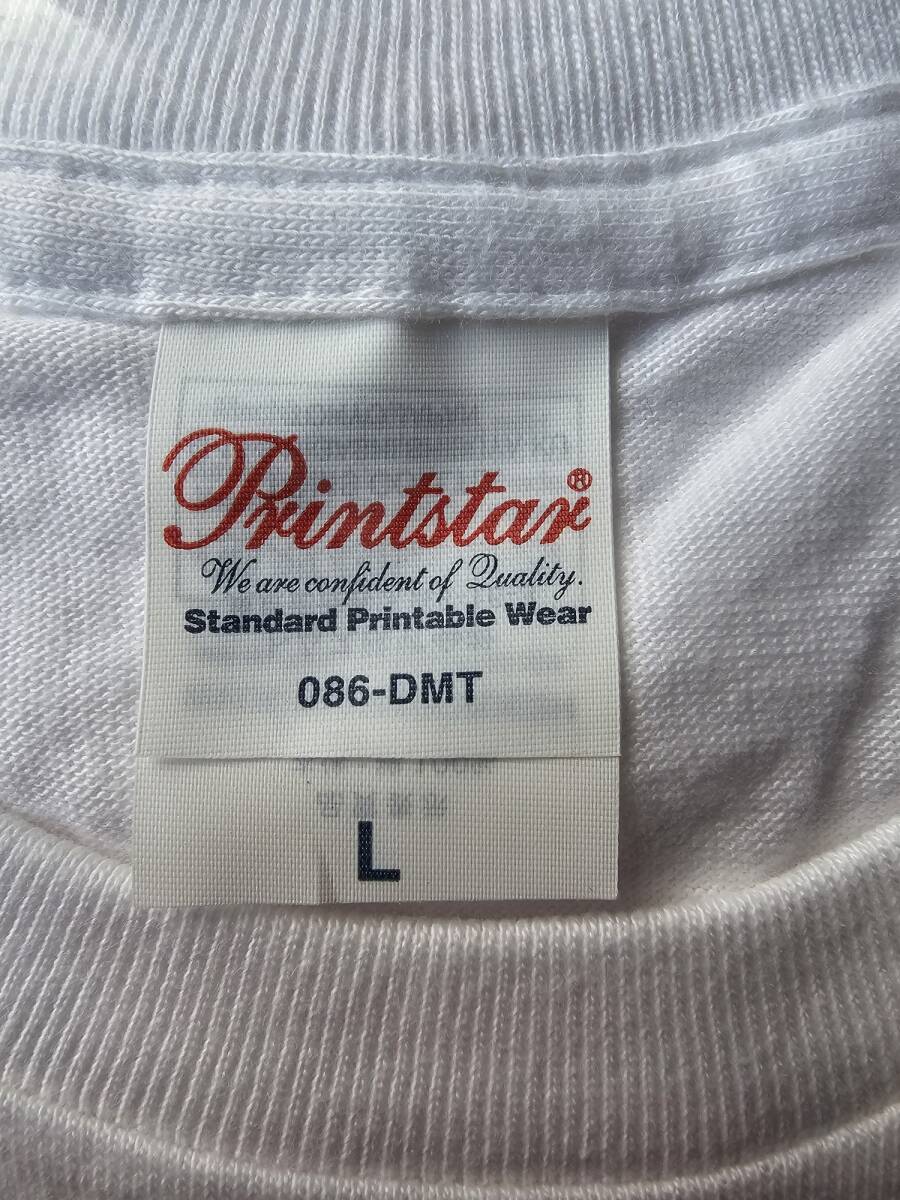 Printstar®
We are confident of Quality.
Standard Printable Wear
086-DMT
L